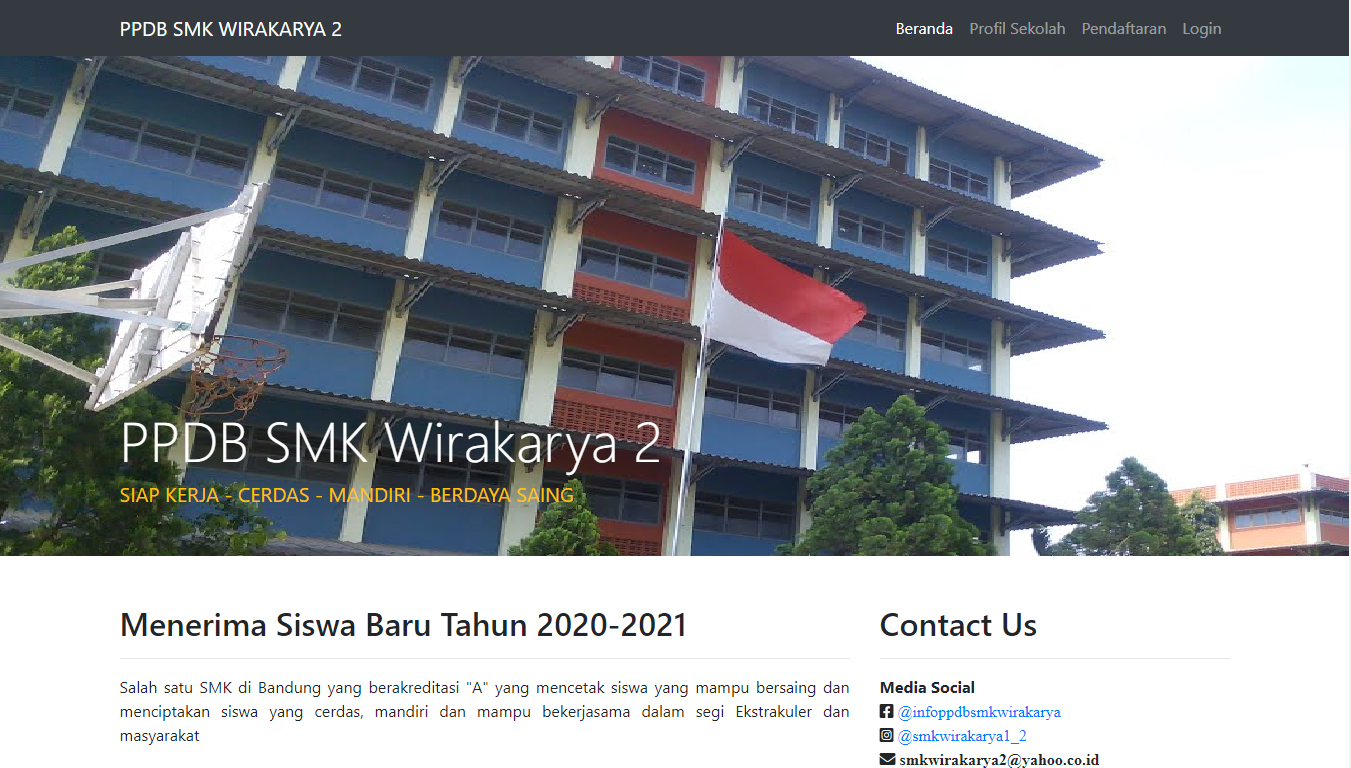 PPDB SMK WIRAKARYA 2
Beranda Profil Sekolah Pendaftaran Login
PPDB SMK Wirakarya 2
SIAP KERJA - CERDAS - MANDIRI - BERDAYA SAING
Menerima Siswa Baru Tahun 2020-2021
Salah satu SMK di Bandung yang berakreditasi "A" yang mencetak siswa yang mampu bersaing dan
menciptakan siswa yang cerdas, mandiri dan mampu bekerjasama dalam segi Ekstrakuler dan
masyarakat
Contact Us
Media Social
@infoppdbsmkwirakarya
@smkwirakarya1_2
smkwirakarya2@yahoo.co.id